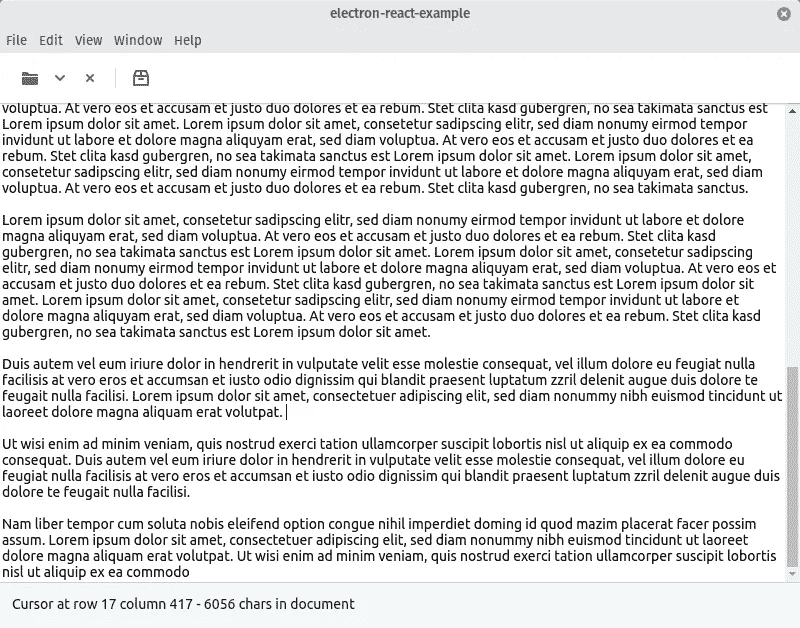 electron-react-example
File Edit View Window Help
voluptua. At vero eos et accusam et justo duo dolores et ea rebum. Stet clita kasd gubergren, no sea takimata sanctus est
Lorem ipsum dolor sit amet. Lorem ipsum dolor sit amet, consetetur sadipscing elitr, sed diam nonumy eirmod tempor
invidunt ut labore et dolore magna aliquyam erat, sed diam voluptua. At vero eos et accusam et justo duo dolores et ea
rebum. Stet clita kasd gubergren, no sea takimata sanctus est Lorem ipsum dolor sit amet. Lorem ipsum dolor sit amet,
consetetur sadipscing elitr, sed diam nonumy eirmod tempor invidunt ut labore et dolore magna aliquyam erat, sed diam
voluptua. At vero eos et accusam et justo duo dolores et ea rebum. Stet clita kasd gubergren, no sea takimata sanctus.
Lorem ipsum dolor sit amet, consetetur sadipscing elitr, sed diam nonumy eirmod tempor invidunt ut labore et dolore
magna aliquyam erat, sed diam voluptua. At vero eos et accusam et justo duo dolores et ea rebum. Stet clita kasd
gubergren, no sea takimata sanctus est Lorem ipsum dolor sit amet. Lorem ipsum dolor sit amet, consetetur sadipscing
elitr, sed diam nonumy eirmod tempor invidunt ut labore et dolore magna aliquyam erat, sed diam voluptua. At vero eos et
accusam et justo duo dolores et ea rebum. Stet clita kasd gubergren, no sea takimata sanctus est Lorem ipsum dolor sit
amet. Lorem ipsum dolor sit amet, consetetur sadipscing elitr, sed diam nonumy eirmod tempor invidunt ut labore et
dolore magna aliquyam erat, sed diam voluptua. At vero eos et accusam et justo duo dolores et ea rebum. Stet clita kasd
gubergren, no sea takimata sanctus est Lorem ipsum dolor sit amet.
Duis autem vel eum iriure dolor in hendrerit in vulputate velit esse molestie consequat, vel illum dolore eu feugiat nulla
facilisis at vero eros et accumsan et iusto odio dignissim qui blandit praesent luptatum zzril delenit augue duis dolore te
feugait nulla facilisi. Lorem ipsum dolor sit amet, consectetuer adipiscing elit, sed diam nonummy nibh euismod tincidunt ut
laoreet dolore magna aliquam erat volutpat.
Ut wisi enim ad minim veniam, quis nostrud exerci tation ullamcorper suscipit lobortis nisl ut aliquip ex ea commodo
consequat. Duis autem vel eum iriure dolor in hendrerit in vulputate velit esse molestie consequat, vel illum dolore eu
feugiat nulla facilisis at vero eros et accumsan et iusto odio dignissim qui blandit praesent luptatum zzril delenit augue duis
dolore te feugait nulla facilisi.
Nam liber tempor cum soluta nobis eleifend option congue nihil imperdiet doming id quod mazim placerat facer possim
assum. Lorem ipsum dolor sit amet, consectetuer adipiscing elit, sed diam nonummy nibh euismod tincidunt ut laoreet
dolore magna aliquam erat volutpat. Ut wisi enim ad minim veniam, quis nostrud exerci tation ullamcorper suscipit lobortis
nisl ut aliquip ex ea commodo
Cursor at row 17 column 417 - 6056 chars in document